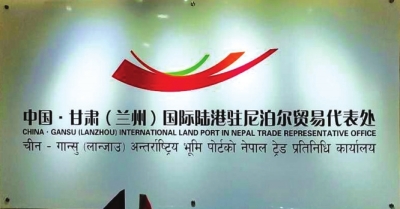 中国·甘肃(兰州)国际陆港驻尼泊尔贸易代表处
CHINA - GANSU (LANZHOU) INTERNATIONAL LAND PORT IN NEPAL TRADE REPRESENTATIVE OFFICE
चीन - गान्सु (लान्जाउ) अन्तर्राष्ट्रिय भूमि पोर्टको नेपाल ट्रेड प्रतिनिधि कार्यालय